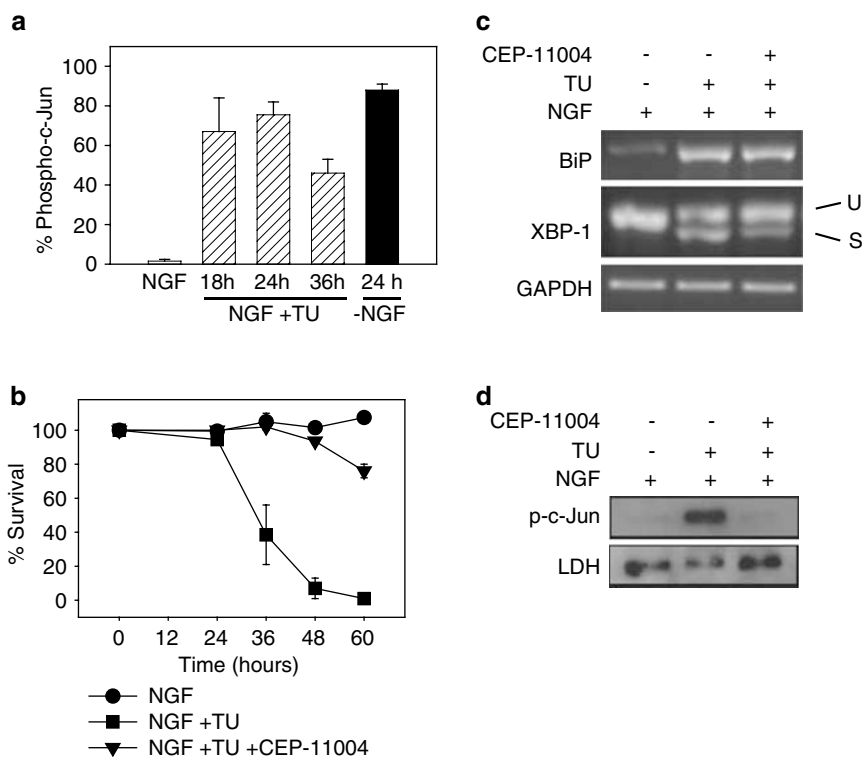 a
% Phospho-c-Jun
100
80
60
40
20
0
NGF 18h 24h 36h 24 h
NGF +TU -NGF
b
% Survival
100
80
60
40
20
0
0 12 24 36 48 60
Time (hours)
NGF
NGF +TU
NGF +TU +CEP-11004
c
CEP-11004 - - +
TU - + +
NGF + + +
BiP
XBP-1
U
S
GAPDH
d
CEP-11004 - - +
TU - + +
NGF + + +
p-c-Jun
LDH